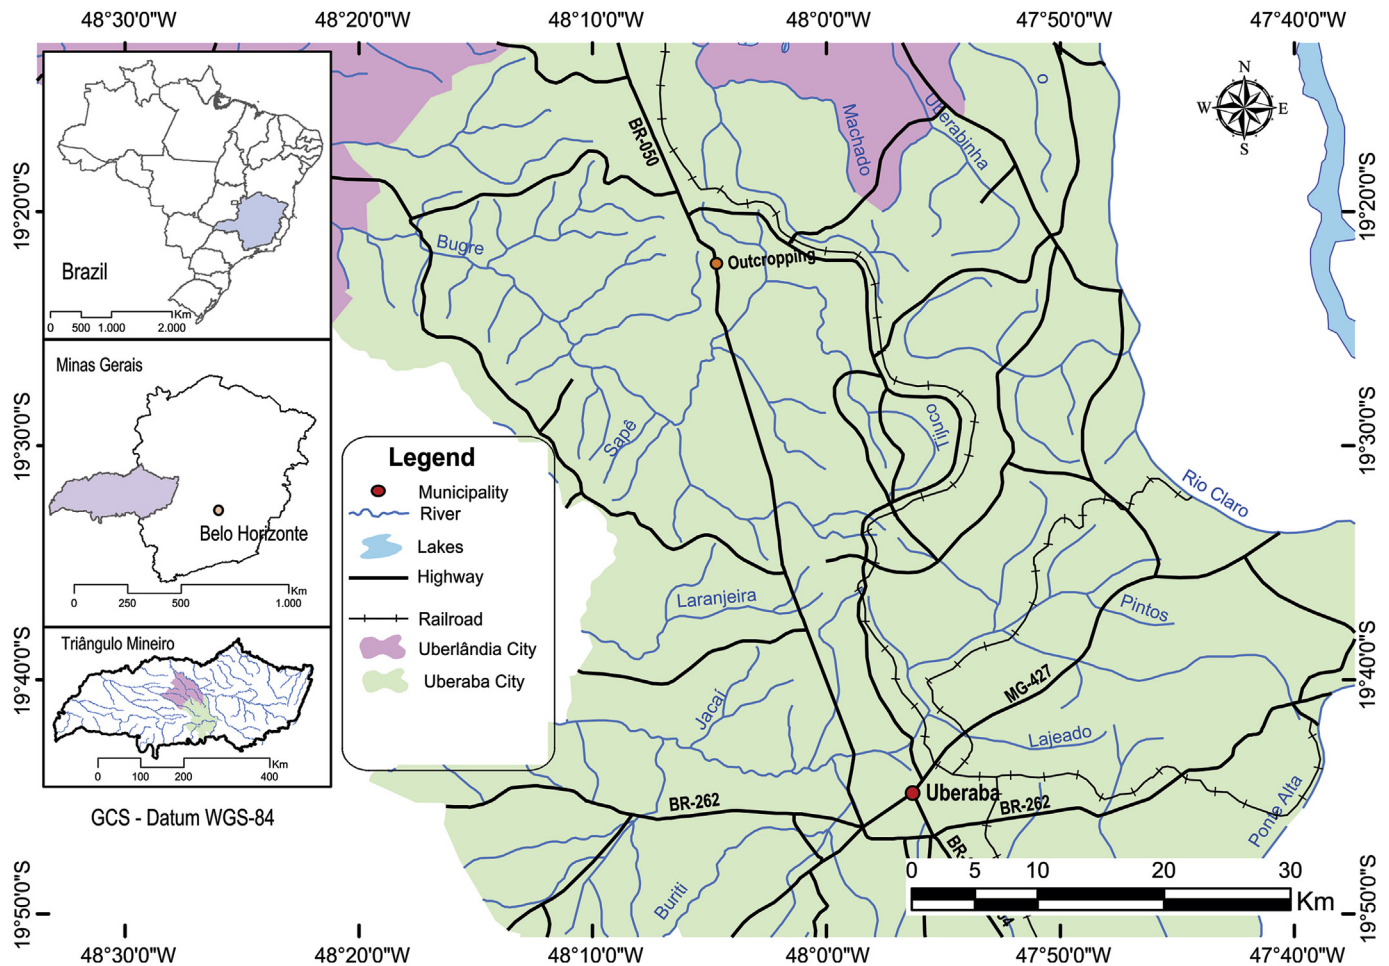 48°30'0"W
48°20'0"W
48°10'0"W
48°0'0"W
47°50'0"W
47°40'0"W
19°20'0"S
19°30'0"S
19°40'0"S
19°50'0"S
Brazil
0 500 1.000 2.000 Km
Minas Gerais
Belo Horizonte
0 250 500 1.000 Km
Triângulo Mineiro
0 100 200 400 Km
GCS - Datum WGS-84
Legend
Municipality
River
Lakes
Highway
Railroad
Uberlândia City
Uberaba City
BR-050
Machado
Uberabinha
N
W E
S
Bugre
Outcropping
Sapê
Tijuco
Rio Claro
Laranjeira
Pintos
MG-427
Jacaí
Lajeado
Uberaba
BR-262
BR-262
Ponte Alta
Buriti
0 5 10 20 30 Km
19°20'0"S
19°30'0"S
19°40'0"S
19°50'0"S
48°30'0"W
48°20'0"W
48°10'0"W
48°0'0"W
47°50'0"W
47°40'0"W